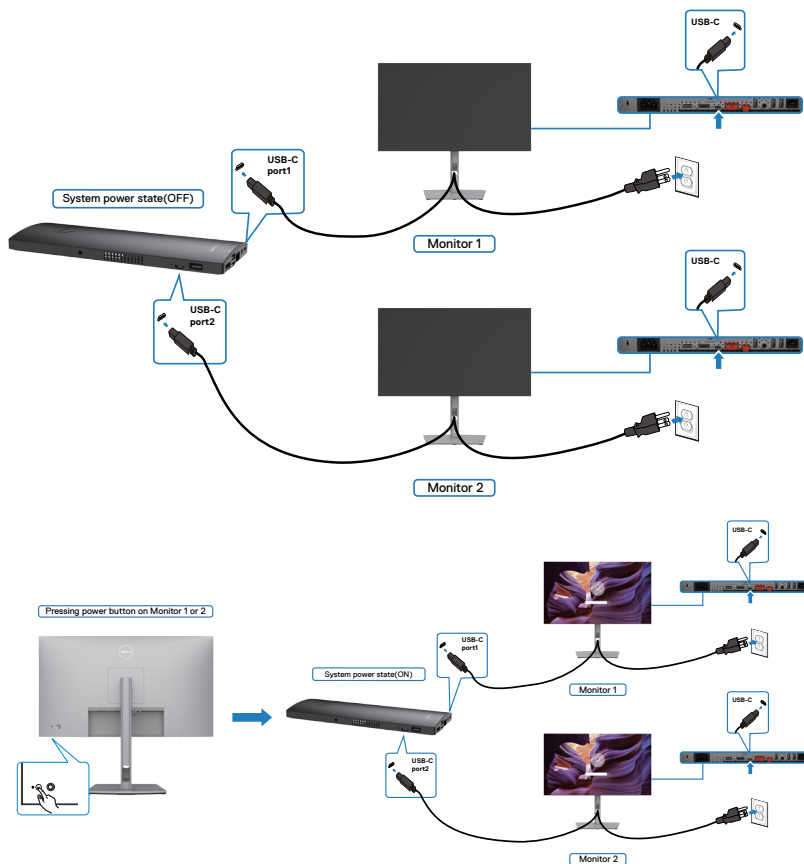 USB-C
USB-C
port1
System power state(OFF)
Monitor 1
USB-C
USB-C
port2
Monitor 2
USB-C
Pressing power button on Monitor 1 or 2
DELL
USB-C
port1
System power state(ON)
Monitor 1
USB-C
USB-C
port2
Monitor 2